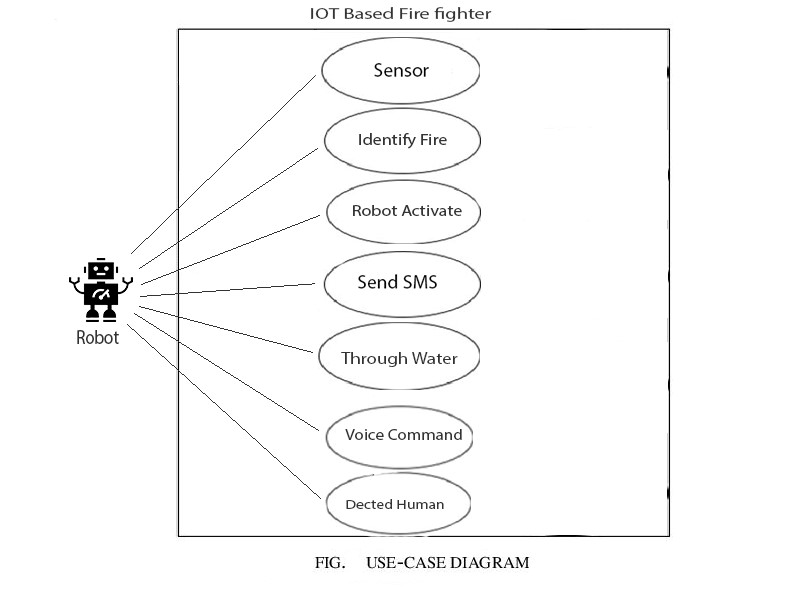 IOT Based Fire fighter
Sensor
Identify Fire
Robot Activate
Send SMS
Robot
Through Water
Voice Command
Dected Human
FIG. USE-CASE DIAGRAM